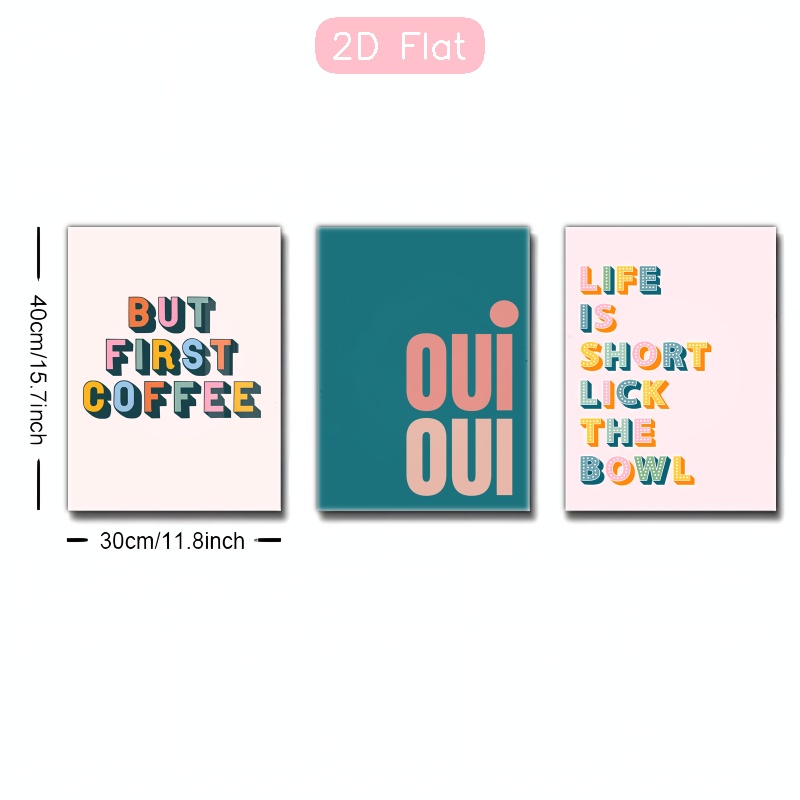 2D Flat
40cm/15.7inch
BUT
FIRST
COFFEE
oui
OUI
LIFE
IS
SHORT
LICK
THE
BOWL
30cm/11.8inch